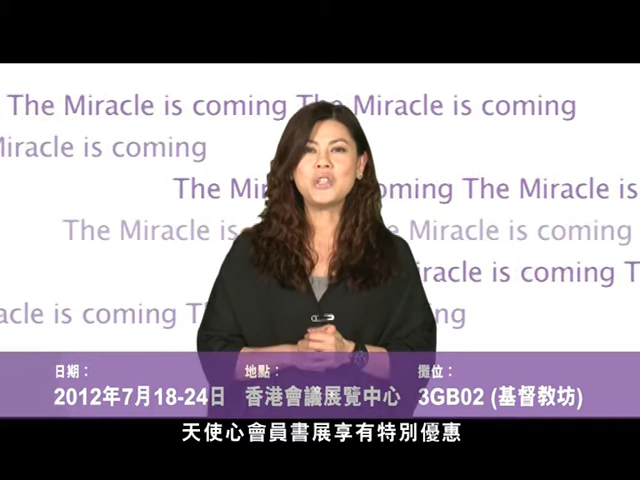 The Miracle is coming The Miracle is coming
Miracle is coming
The Mi coming The Miracle is
The Miracle is e Miracle is coming
iracle is coming T
acle is coming T ng
日期： 地點： 攤位：
2012年7月18-24日 香港會議展覽中心 3GB02 (基督教坊)
天使心會員書展享有特別優惠